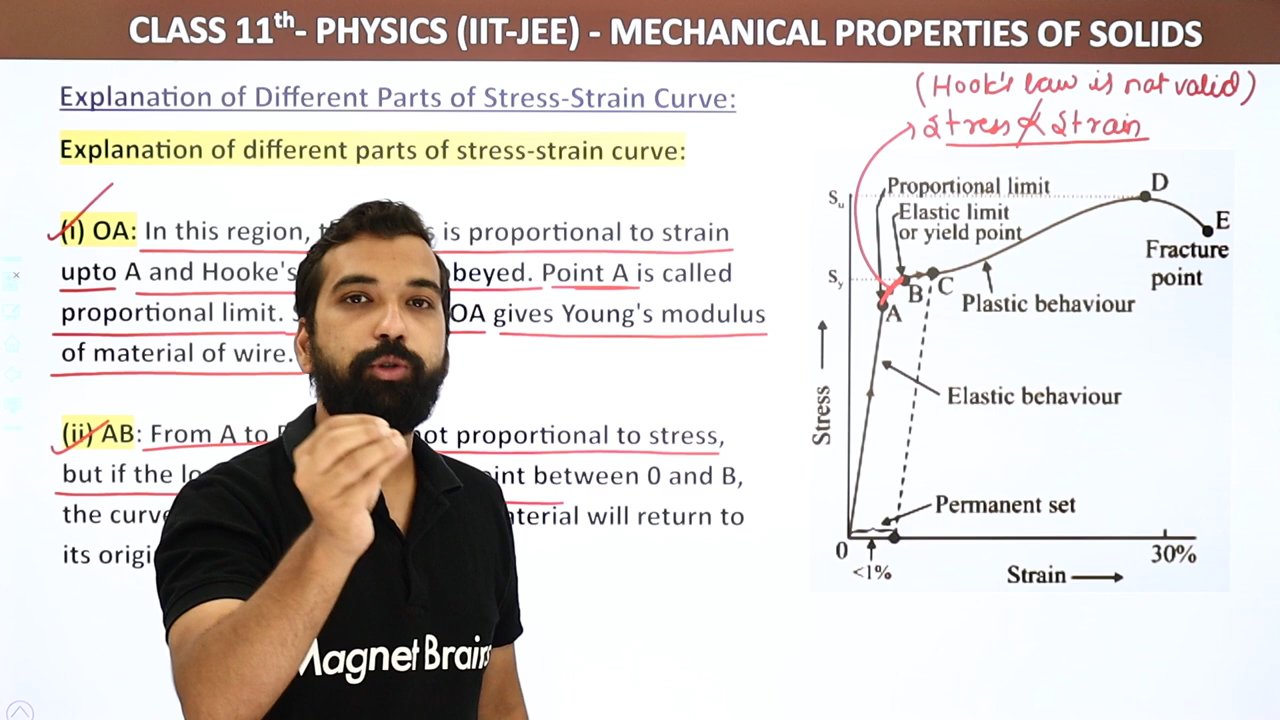 CLASS 11th- PHYSICS (IIT-JEE) - MECHANICAL PROPERTIES OF SOLIDS
Explanation of Different Parts of Stress-Strain Curve:
Explanation of different parts of stress-strain curve:
(i) OA: In this region, is proportional to strain
upto A and Hooke's beyed. Point A is called
proportional limit. OA gives Young's modulus
of material of wire.
(ii) AB: From A to not proportional to stress,
but if the lo int between 0 and B,
the curve terial will return to
its origi
(Hook's law is not valid)
Stress ∝̸ Strain
Proportional limit
Elastic limit
or yield point
Su
Sy
A
B
C
D
E
Fracture
point
Plastic behaviour
Elastic behaviour
Permanent set
Stress
0
<1%
Strain
30%
Magnet Brains